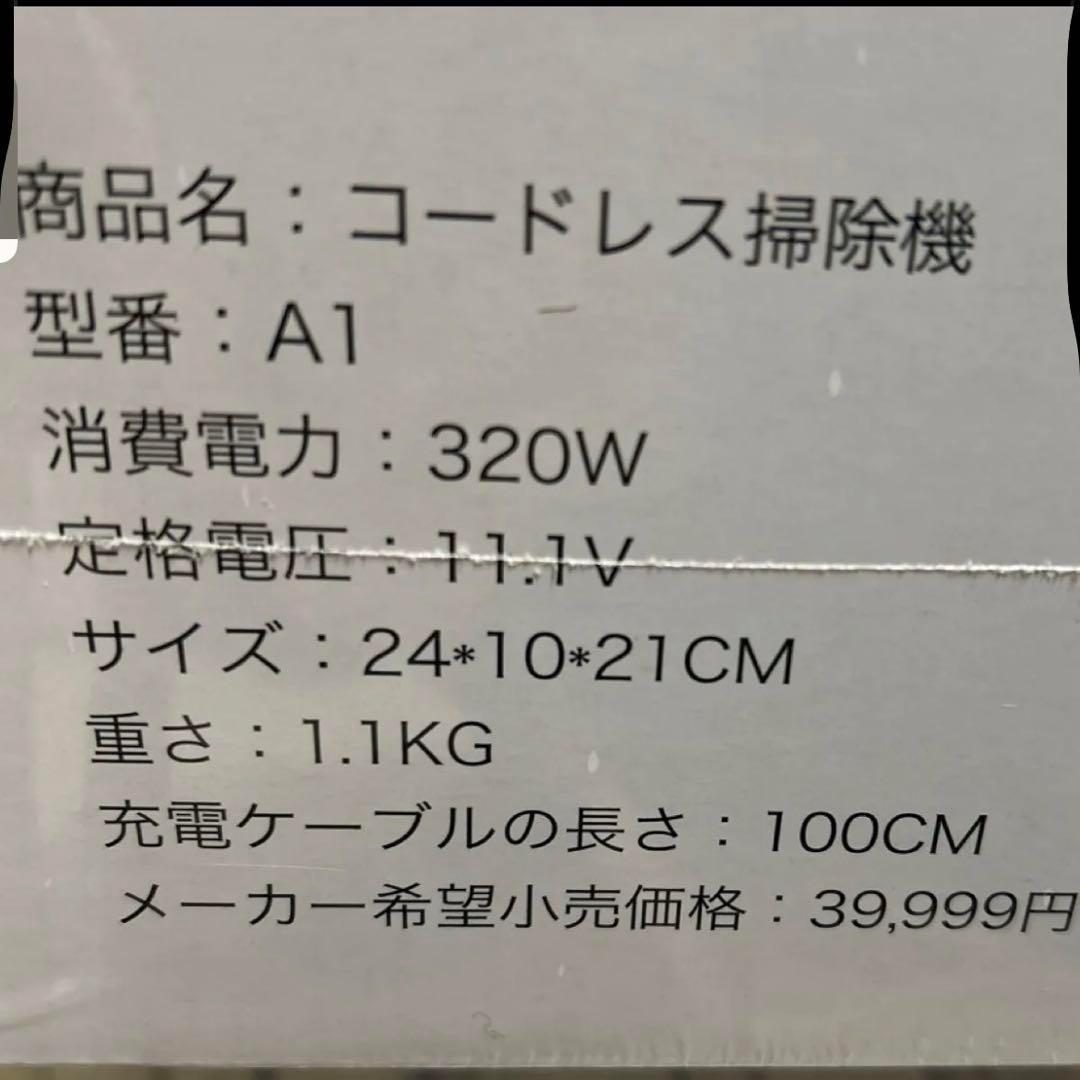 商品名：コードレス掃除機
型番：A1
消費電力：320W
定格電圧：11.1V
サイズ：24*10*21CM
重さ：1.1KG
充電ケーブルの長さ：100CM
メーカー希望小売価格：39,999円